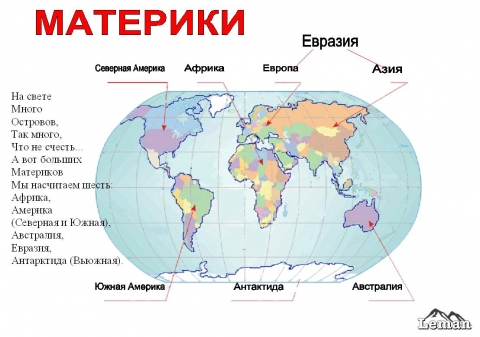 МАТЕРИКИ
Евразия
Северная Америка Африка Европа Азия
На свете
Много
Островов,
Так много,
Что не счесть...
А вот больших
Материков
Мы насчитаем шесть:
Африка,
Америка
(Северная и Южная),
Австралия,
Евразия,
Антарктида (Вьюжная).
Южная Америка Антактида Австралия
Leman